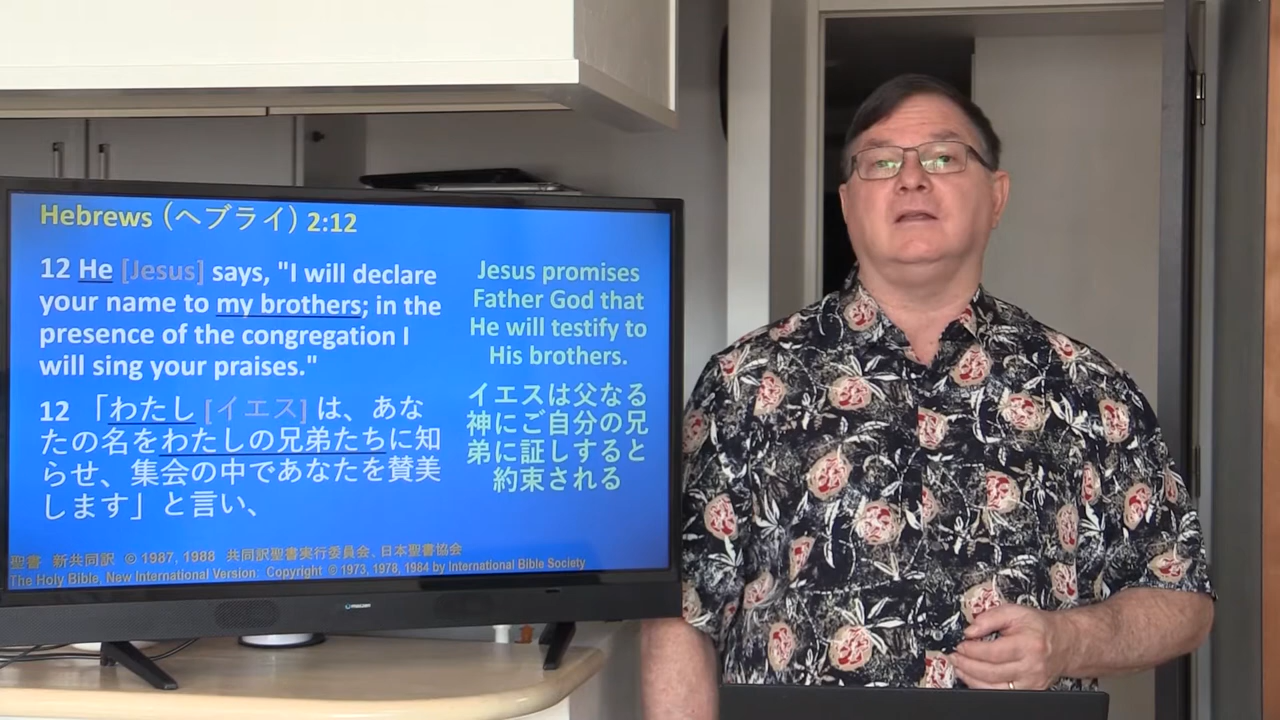 Hebrews（ヘブライ）2:12
12 He [Jesus] says, "I will declare
your name to my brothers; in the
presence of the congregation I
will sing your praises."
12 「わたし [イエス] は、あな
たの名をわたしの兄弟たちに知
らせ、集会の中であなたを賛美
します」と言い、
Jesus promises
Father God that
He will testify to
His brothers.
イエスは父なる
神にご自分の兄
弟に証しすると
約束される
聖書 新共同訳 © 1987, 1988 共同訳聖書実行委員会、日本聖書協会
The Holy Bible, New International Version: Copyright © 1973, 1978, 1984 by International Bible Society